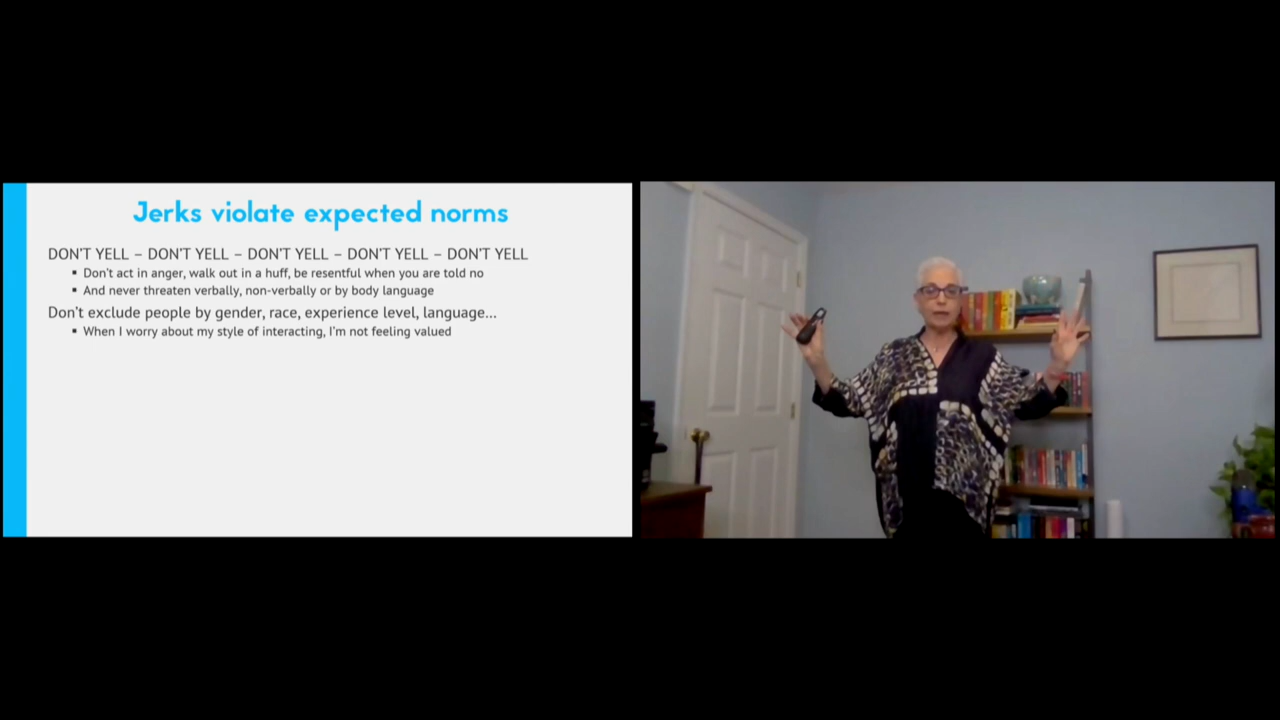 Jerks violate expected norms
DON'T YELL – DON'T YELL – DON'T YELL – DON'T YELL – DON'T YELL
▪ Don't act in anger, walk out in a huff, be resentful when you are told no
▪ And never threaten verbally, non-verbally or by body language
Don't exclude people by gender, race, experience level, language...
▪ When I worry about my style of interacting, I'm not feeling valued